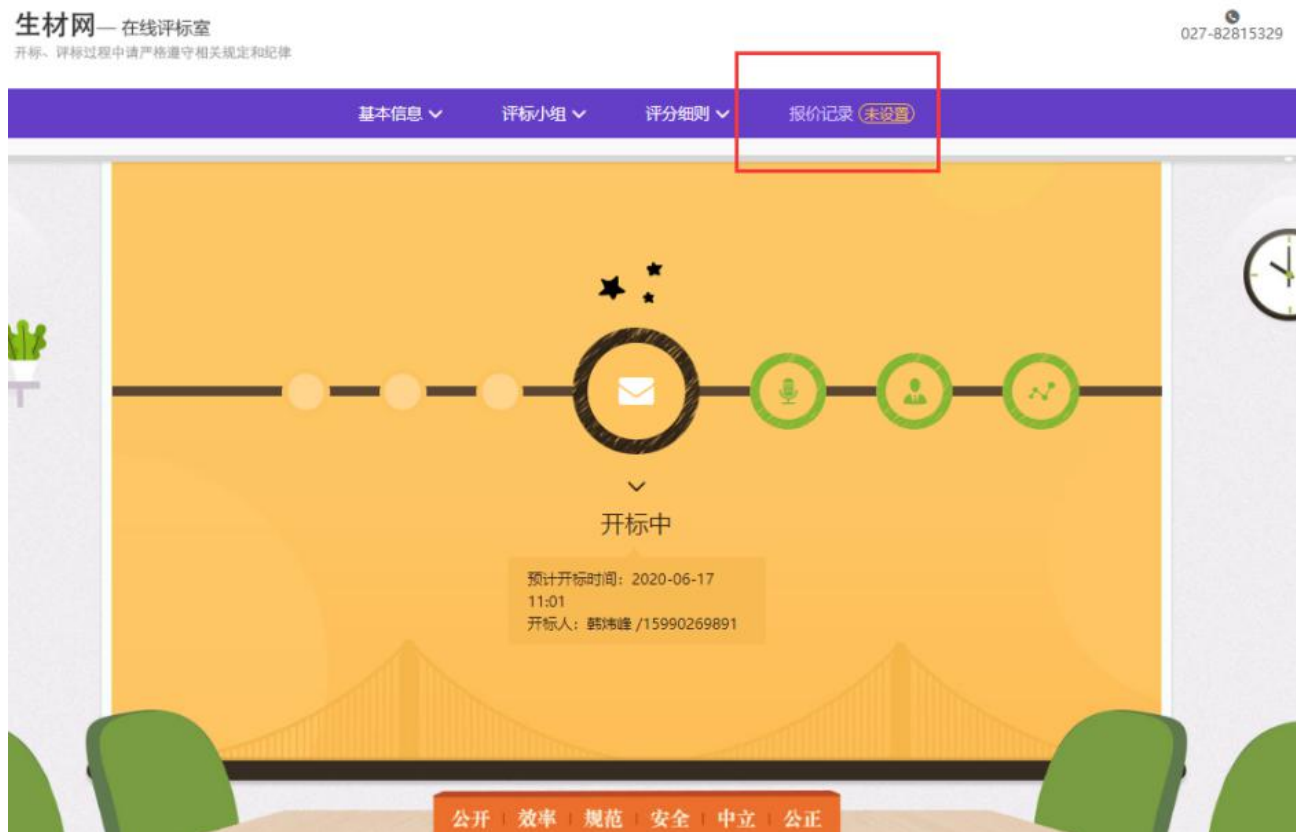 生材网— 在线评标室
开标、评标过程中请严格遵守相关规定和纪律
027-82815329
基本信息 评标小组 评分细则 报价记录 未设置
开标中
预计开标时间：2020-06-17
11:01
开标人：韩炜峰 /15990269891
公开 | 效率 | 规范 | 安全 | 中立 | 公正